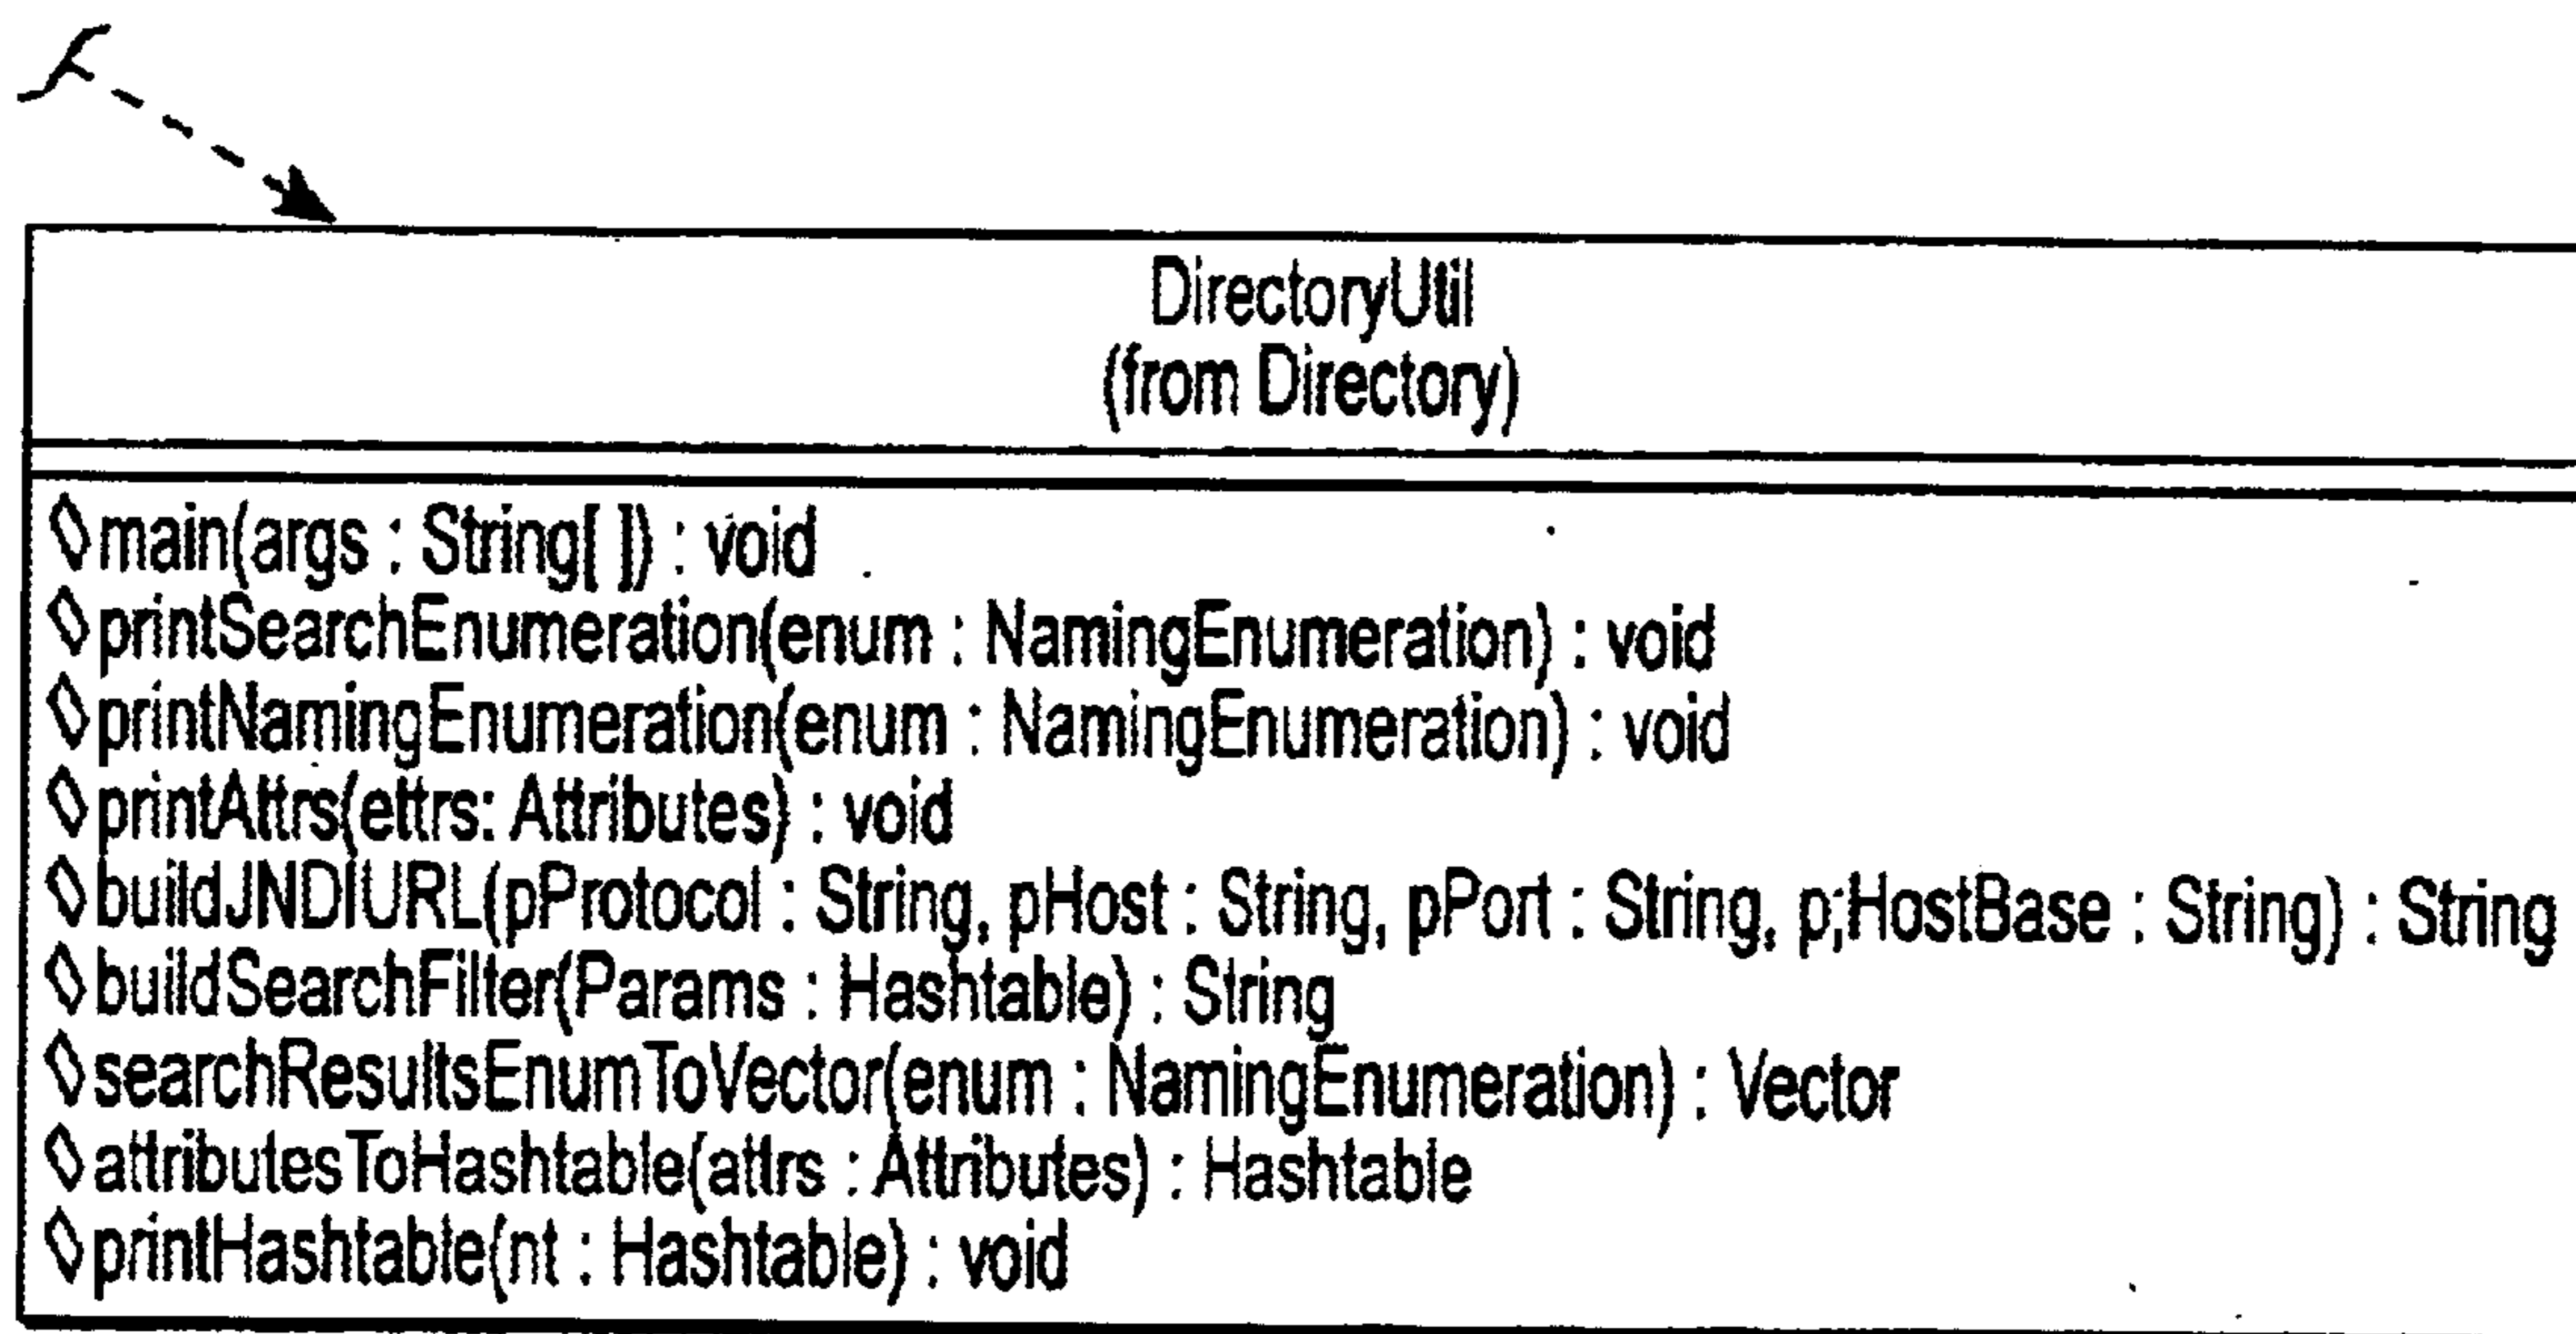 DirectoryUtil
(from Directory)
main(args : String[ ]) : void
printSearchEnumeration(enum : NamingEnumeration) : void
printNamingEnumeration(enum : NamingEnumeration) : void
printAttrs(ettrs: Attributes) : void
buildJNDIURL(pProtocol : String, pHost : String, pPort : String, p;HostBase : String) : String
buildSearchFilter(Params : Hashtable) : String
searchResultsEnumToVector(enum : NamingEnumeration) : Vector
attributesToHashtable(attrs : Attributes) : Hashtable
printHashtable(nt : Hashtable) : void